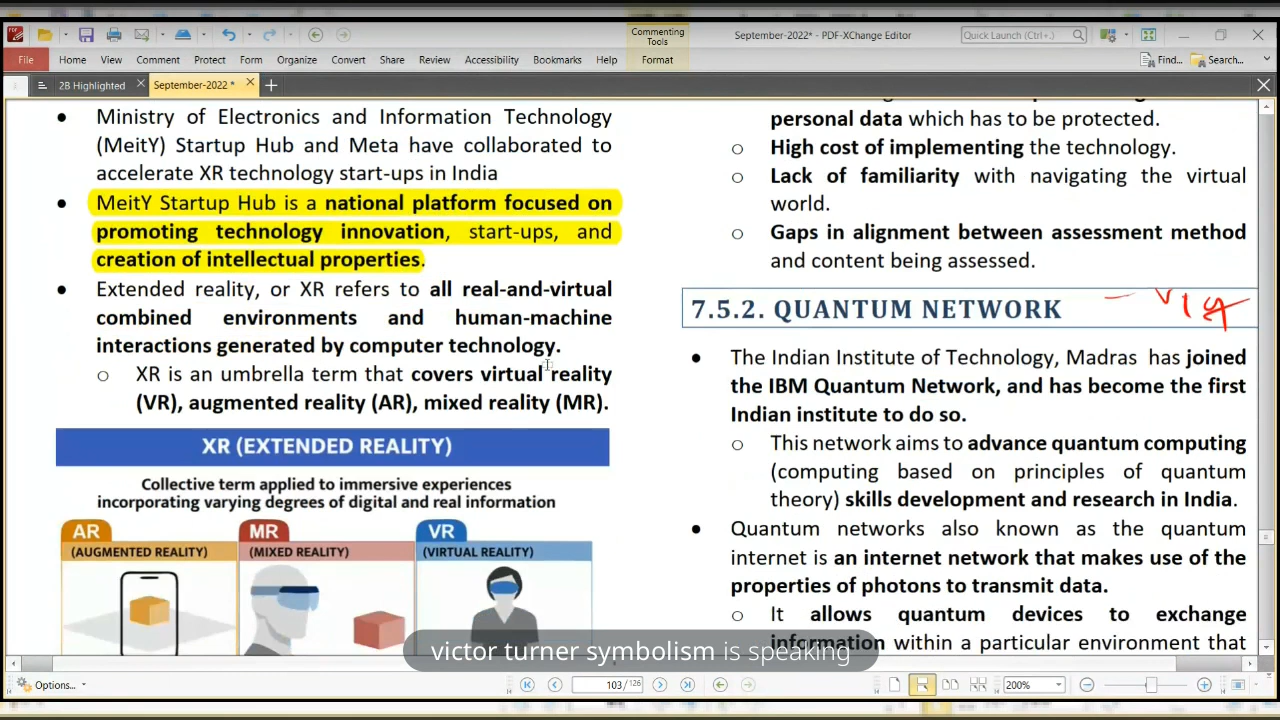 Commenting Tools
September-2022* - PDF-XChange Editor
Quick Launch (Ctrl+.)
File
Home
View
Comment
Protect
Form
Organize
Convert
Share
Review
Accessibility
Bookmarks
Help
Format
Find...
Search...
2B Highlighted
September-2022 *
Ministry of Electronics and Information Technology
(MeitY) Startup Hub and Meta have collaborated to
accelerate XR technology start-ups in India
MeitY Startup Hub is a national platform focused on
promoting technology innovation, start-ups, and
creation of intellectual properties.
Extended reality, or XR refers to all real-and-virtual
combined environments and human-machine
interactions generated by computer technology.
XR is an umbrella term that covers virtual reality
(VR), augmented reality (AR), mixed reality (MR).
XR (EXTENDED REALITY)
Collective term applied to immersive experiences
incorporating varying degrees of digital and real information
AR
(AUGMENTED REALITY)
MR
(MIXED REALITY)
VR
(VIRTUAL REALITY)
personal data which has to be protected.
High cost of implementing the technology.
Lack of familiarity with navigating the virtual
world.
Gaps in alignment between assessment method
and content being assessed.
7.5.2. QUANTUM NETWORK
The Indian Institute of Technology, Madras has joined
the IBM Quantum Network, and has become the first
Indian institute to do so.
This network aims to advance quantum computing
(computing based on principles of quantum
theory) skills development and research in India.
Quantum networks also known as the quantum
internet is an internet network that makes use of the
properties of photons to transmit data.
It allows quantum devices to exchange
information within a particular environment that
victor turner symbolism is speaking
Options...
103/126
200%